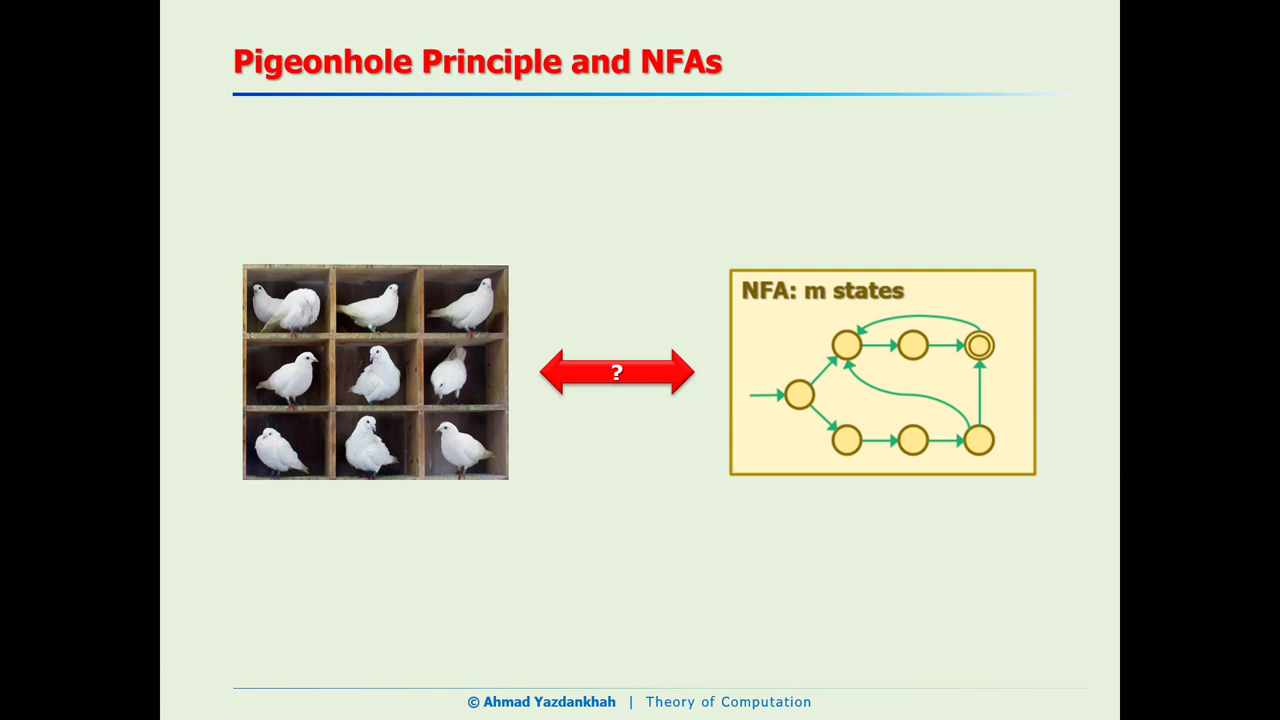 Pigeonhole Principle and NFAs
NFA: m states
?
© Ahmad Yazdankhah | Theory of Computation